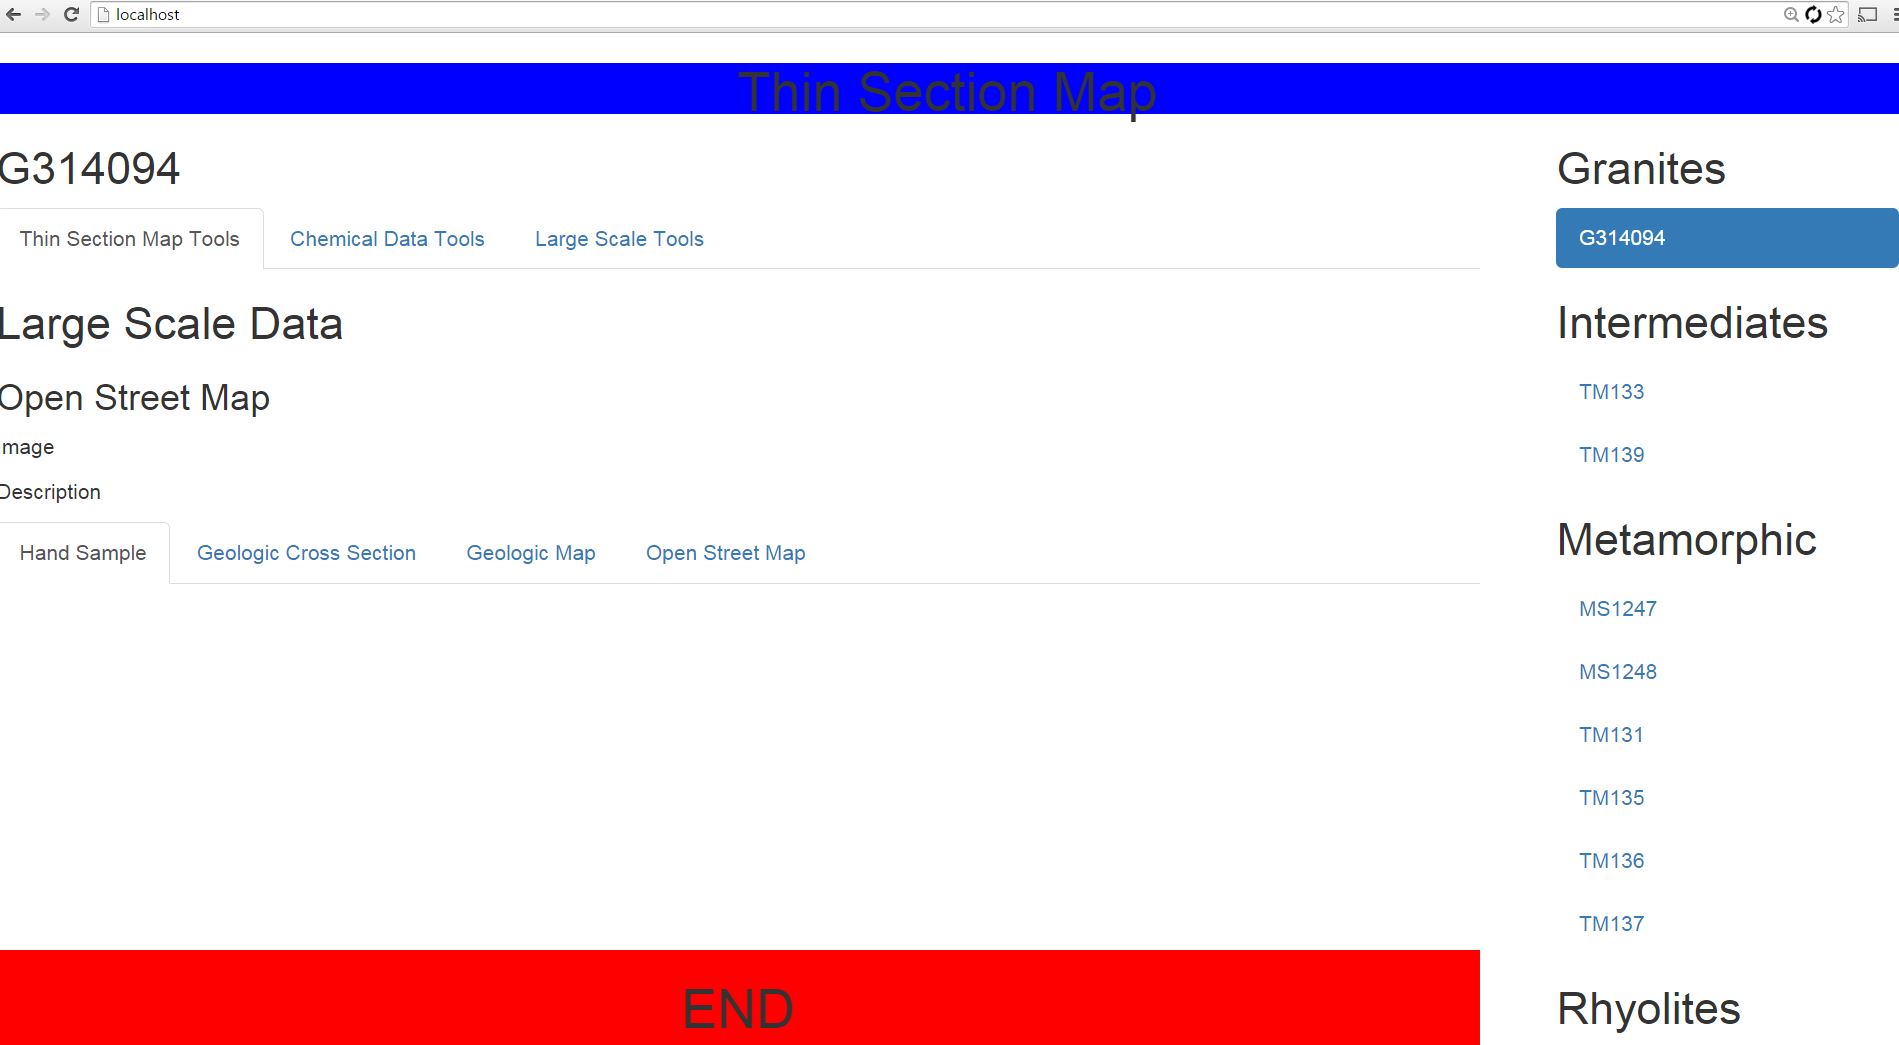 localhost
Thin Section Map
G314094
Thin Section Map Tools Chemical Data Tools Large Scale Tools
Large Scale Data
Open Street Map
mage
Description
Hand Sample Geologic Cross Section Geologic Map Open Street Map
END
Granites
G314094
Intermediates
TM133
TM139
Metamorphic
MS1247
MS1248
TM131
TM135
TM136
TM137
Rhyolites